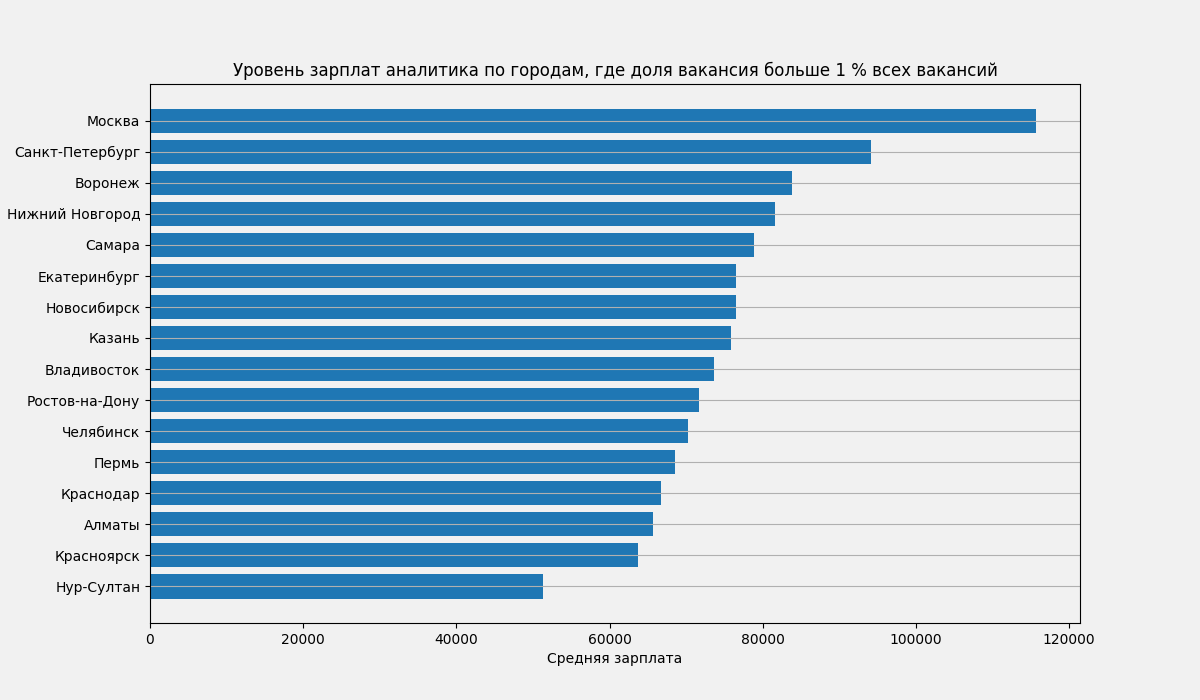 Уровень зарплат аналитика по городам, где доля вакансия больше 1 % всех вакансий
Москва
Санкт-Петербург
Воронеж
Нижний Новгород
Самара
Екатеринбург
Новосибирск
Казань
Владивосток
Ростов-на-Дону
Челябинск
Пермь
Краснодар
Алматы
Красноярск
Нур-Султан
0 20000 40000 60000 80000 100000 120000
Средняя зарплата